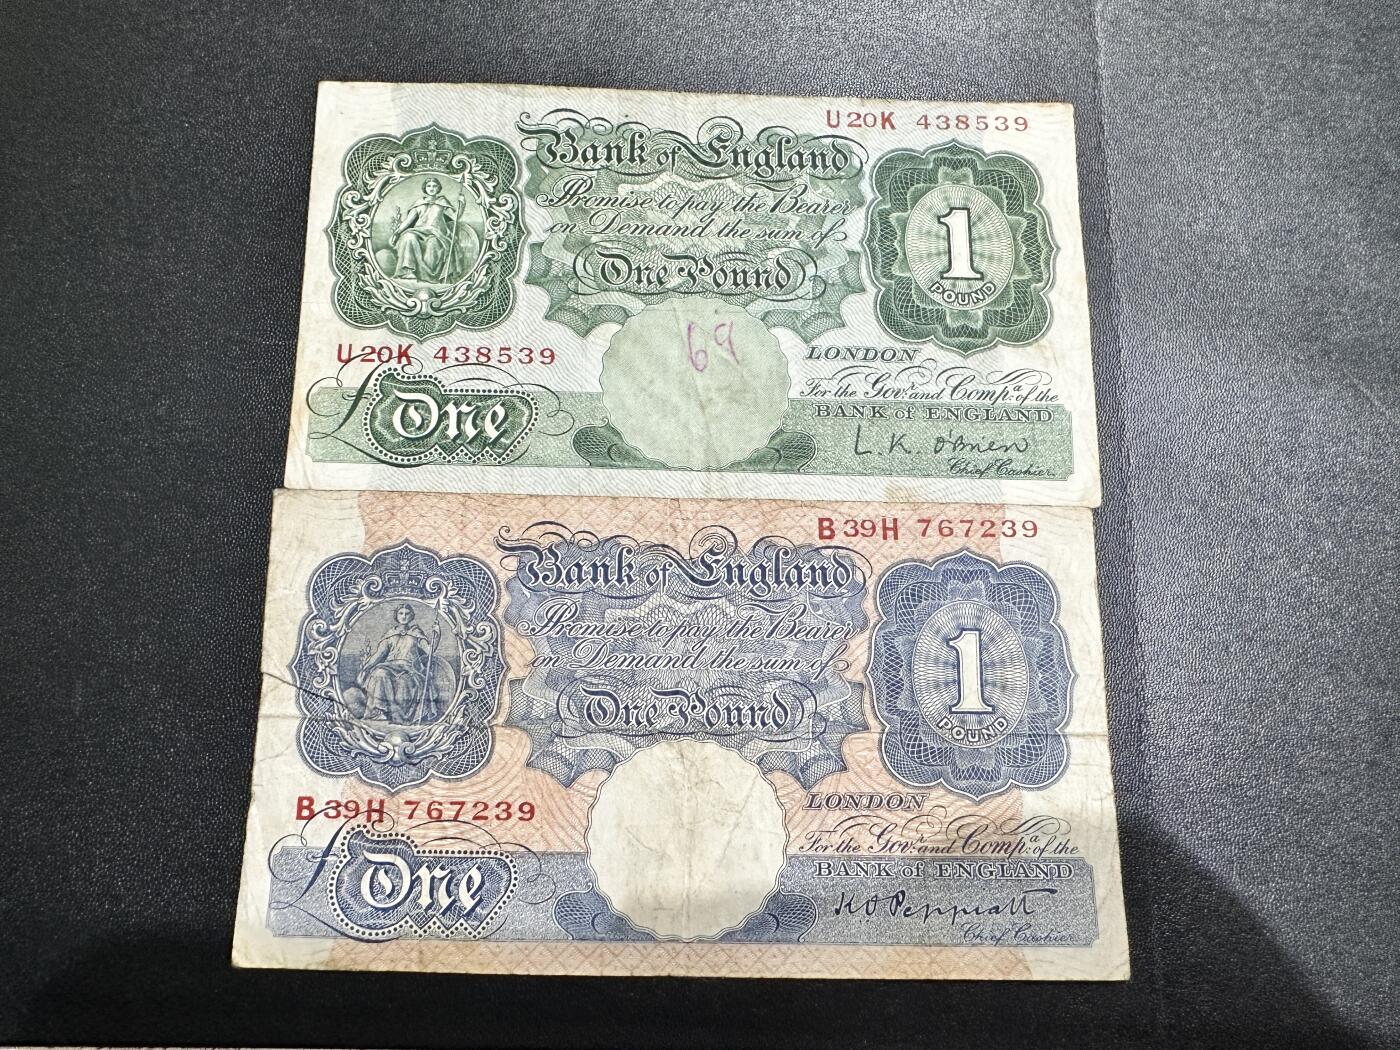 U20K 438539
Bank of England
Promise to pay the Bearer
on Demand the sum of
One Pound
1
POUND
69
U20K 438539
£ One
LONDON
For the Govr. and Compa. of the
BANK of ENGLAND
L.K. O'Brien
Chief Cashier.
B39H 767239
Bank of England
Promise to pay the Bearer
on Demand the sum of
One Pound
1
POUND
B39H 767239
£ One
LONDON
For the Govr. and Compa. of the
BANK of ENGLAND
K O Peppiatt
Chief Cashier.